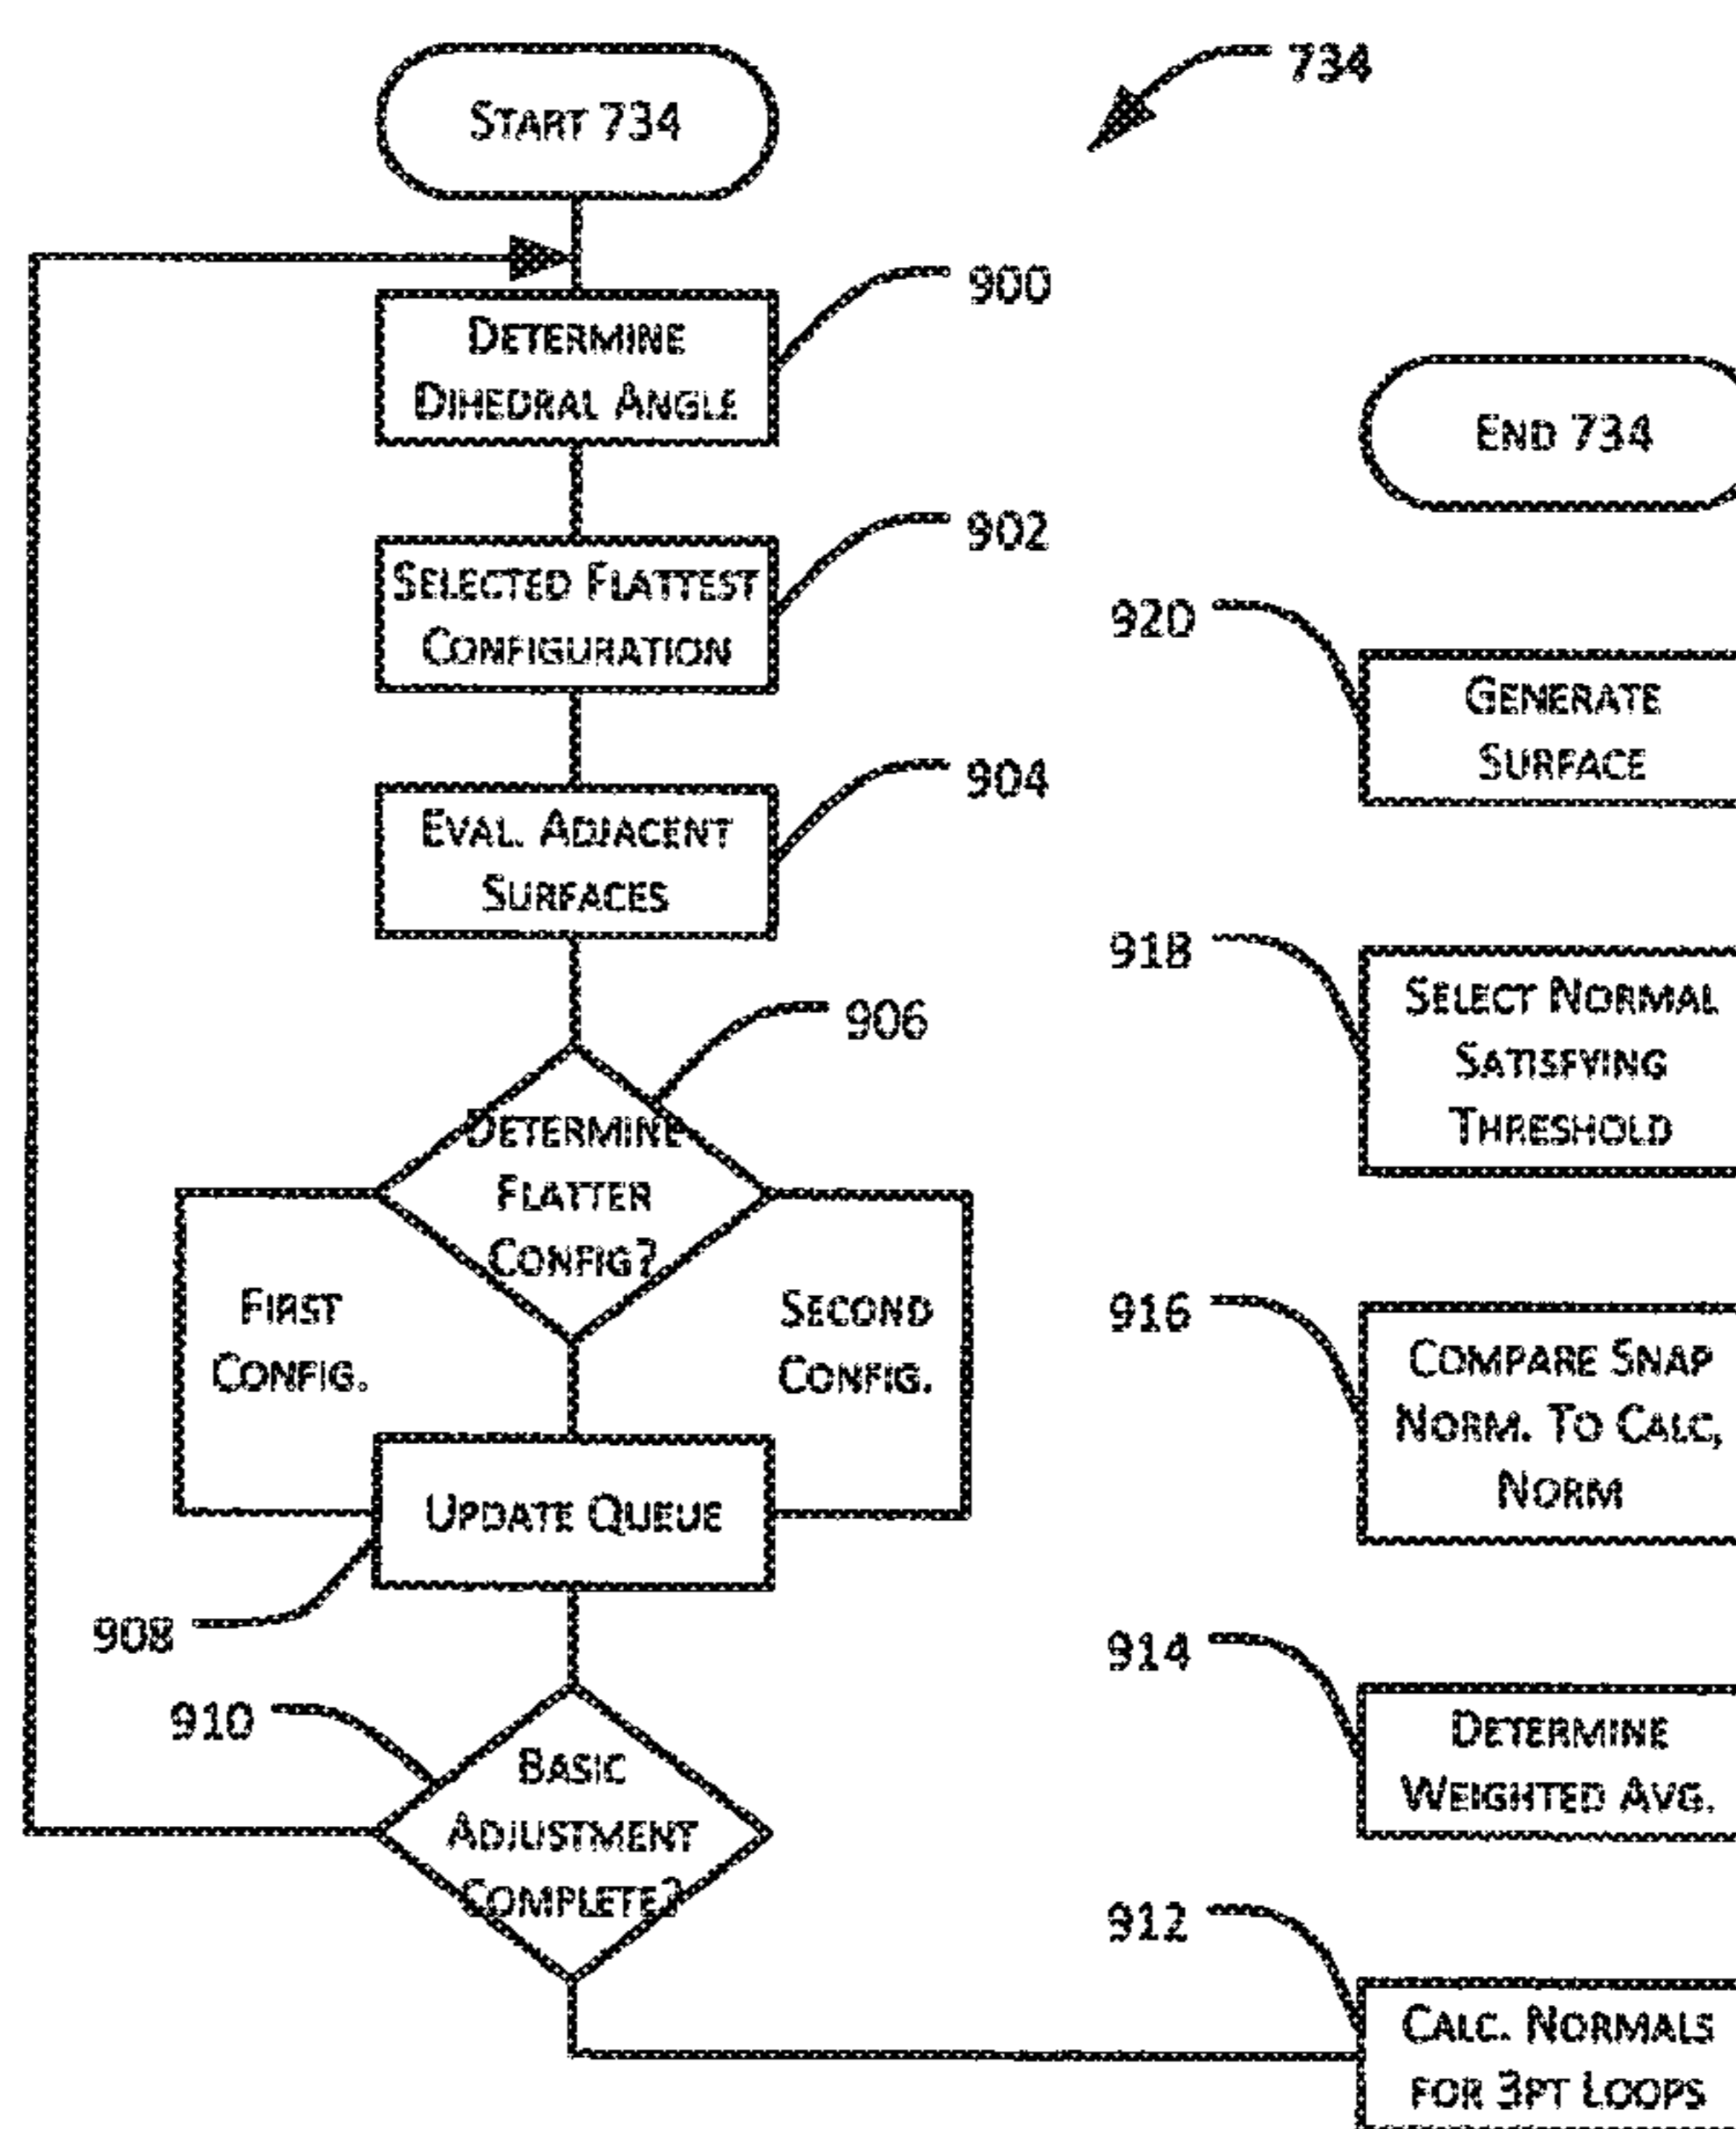 START 734
734
DETERMINE
DIHEDRAL ANGLE
900
SELECTED FLATTEST
CONFIGURATION
902
EVAL. ADJACENT
SURFACES
904
DETERMINE
FLATTER
CONFIG?
906
FIRST
CONFIG.
SECOND
CONFIG.
UPDATE QUEUE
908
BASIC
ADJUSTMENT
COMPLETE?
910
END 734
920
GENERATE
SURFACE
918
SELECT NORMAL
SATISFYING
THRESHOLD
916
COMPARE SNAP
NORM. TO CALC,
NORM
914
DETERMINE
WEIGHTED AVG.
912
CALC. NORMALS
FOR 3PT LOOPS